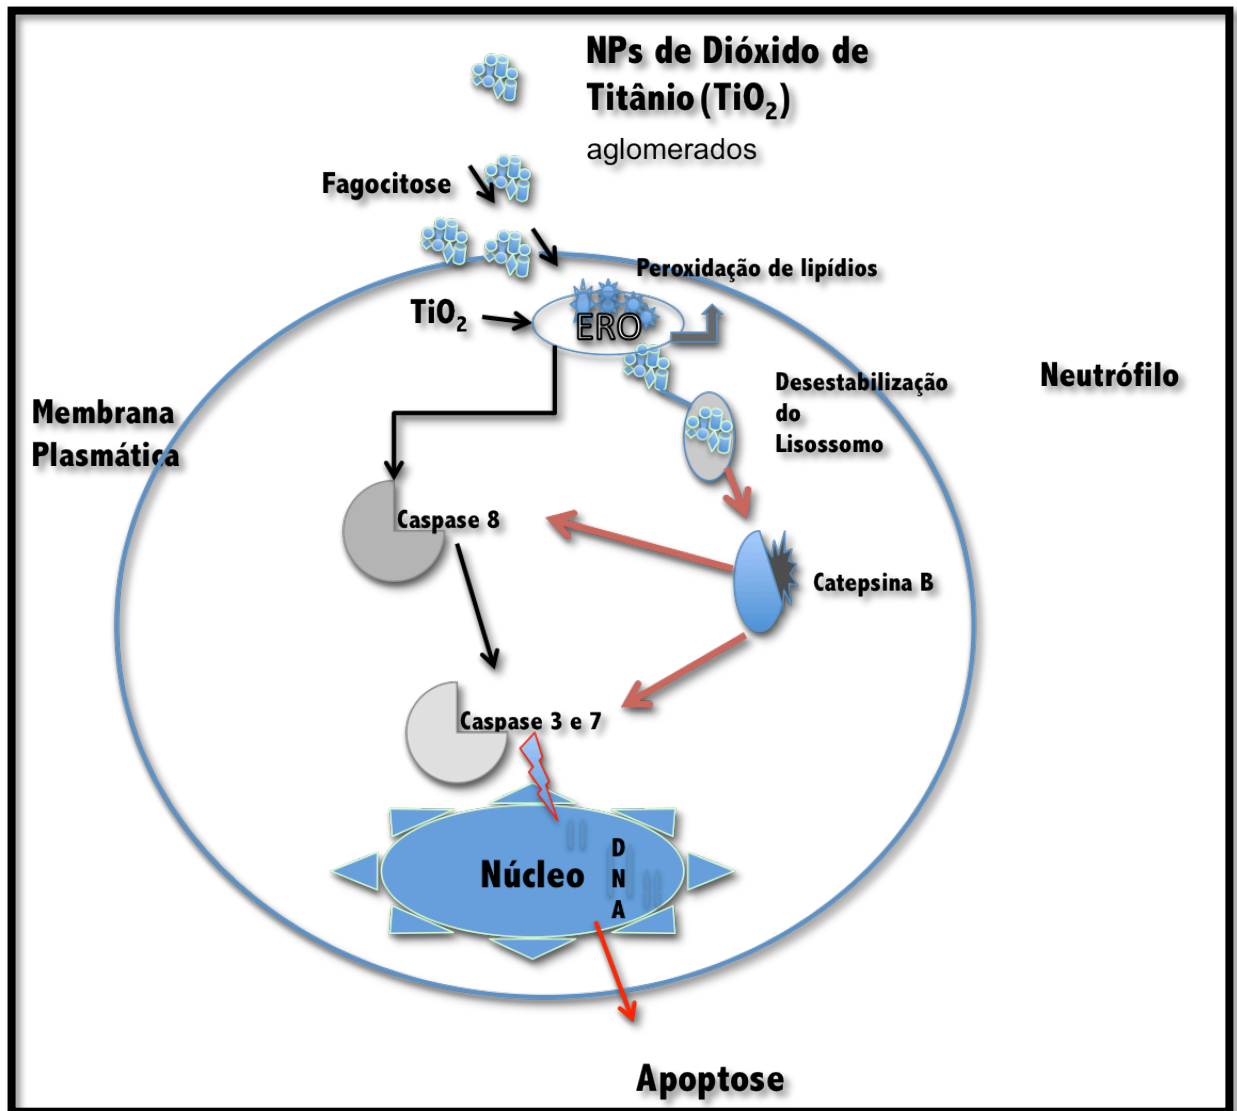 NPs de Dióxido de
Titânio (TiO₂)
aglomerados
Fagocitose
Peroxidação de lipídios
TiO₂
ERO
Neutrófilo
Desestabilização
do
Lisossomo
Membrana
Plasmática
Caspase 8
Catepsina B
Caspase 3 e 7
Núcleo
D
N
A
Apoptose